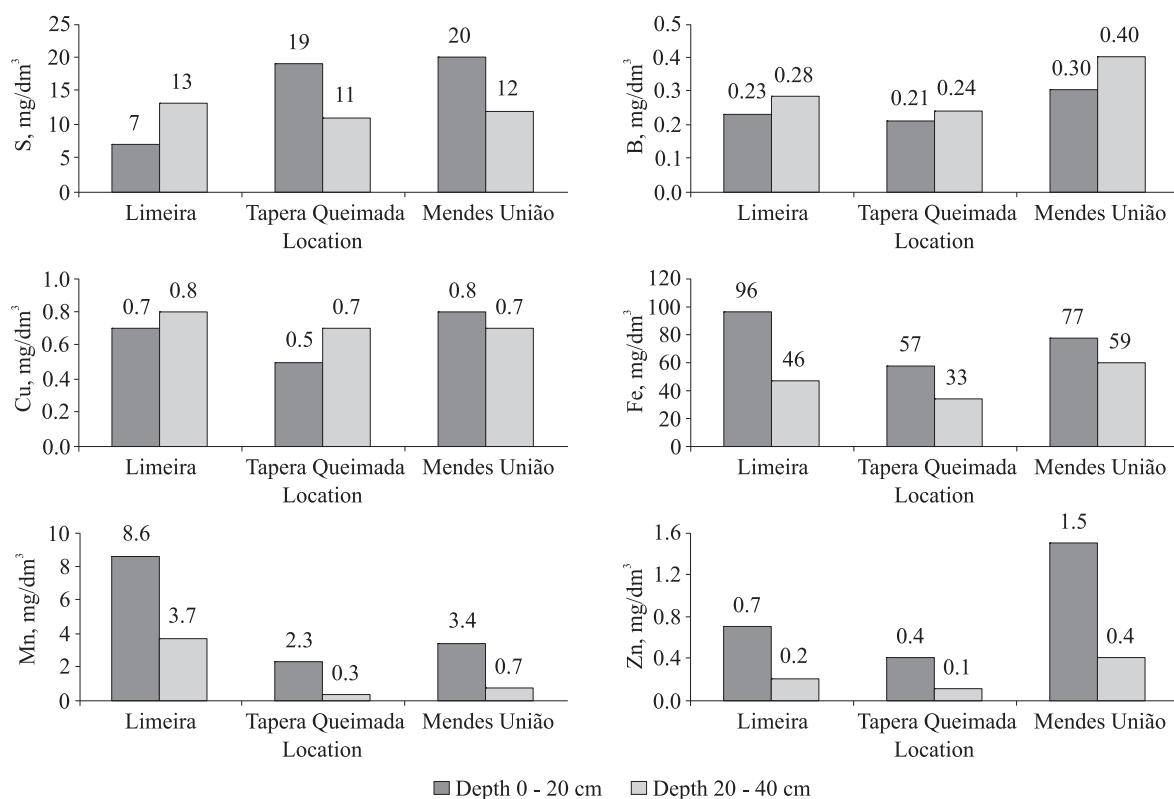 S, mg/dm³
25
20
15
10
5
0
7
13
19
11
20
12
Limeira
Tapera Queimada
Mendes União
Location
B, mg/dm³
0.5
0.4
0.3
0.2
0.1
0.0
0.23
0.28
0.21
0.24
0.30
0.40
Limeira
Tapera Queimada
Mendes União
Location
Cu, mg/dm³
1.0
0.8
0.6
0.4
0.2
0.0
0.7
0.8
0.5
0.7
0.8
0.7
Limeira
Tapera Queimada
Mendes União
Location
Fe, mg/dm³
120
100
80
60
40
20
0
96
46
57
33
77
59
Limeira
Tapera Queimada
Mendes União
Location
Mn, mg/dm³
10
8
6
4
2
0
8.6
3.7
2.3
0.3
3.4
0.7
Limeira
Tapera Queimada
Mendes União
Location
Zn, mg/dm³
1.6
1.2
0.8
0.4
0.0
0.7
0.2
0.4
0.1
1.5
0.4
Limeira
Tapera Queimada
Mendes União
Location
Depth 0 - 20 cm
Depth 20 - 40 cm